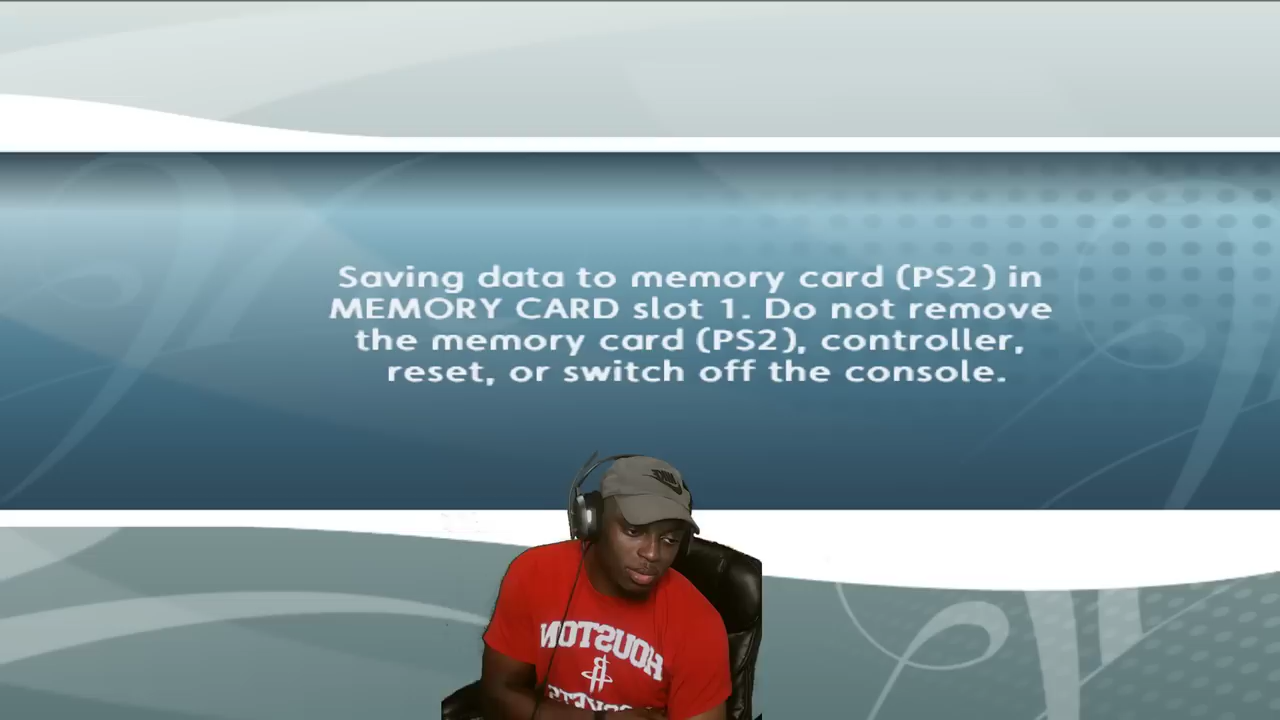 Saving data to memory card (PS2) in
MEMORY CARD slot 1. Do not remove
the memory card (PS2), controller,
reset, or switch off the console.
NIKE
HOUSTON
R